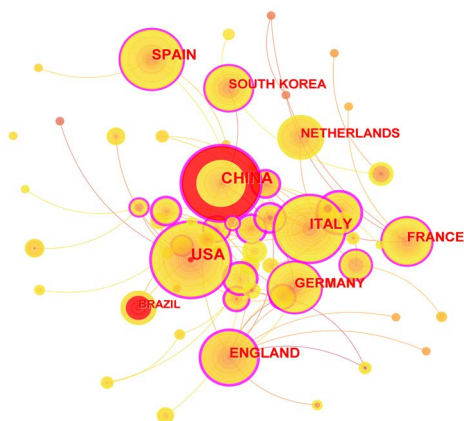 SPAIN
SOUTH KOREA
NETHERLANDS
CHINA
ITALY
FRANCE
USA
GERMANY
BRAZIL
ENGLAND